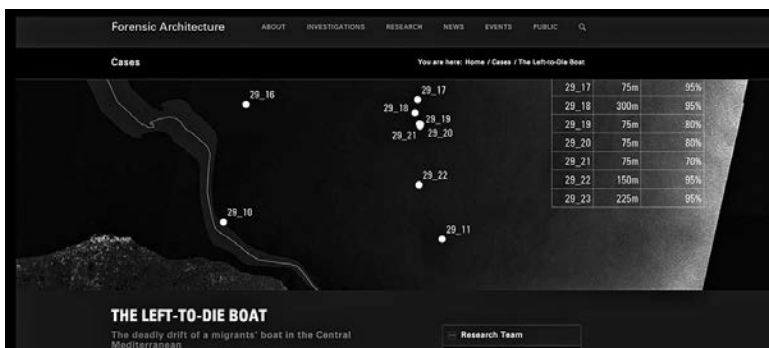 Forensic Architecture ABOUT INVESTIGATIONS RESEARCH NEWS EVENTS PUBLIC
Cases You are here: Home / Cases / The Left-to-Die Boat
29_16
29_17
29_18
29_19
29_21 29_20
29_22
29_10
29_11
29_17 75m 95%
29_18 300m 95%
29_19 75m 80%
29_20 75m 80%
29_21 75m 70%
29_22 150m 95%
29_23 225m 95%
THE LEFT-TO-DIE BOAT
The deadly drift of a migrants' boat in the Central
Mediterranean
Research Team